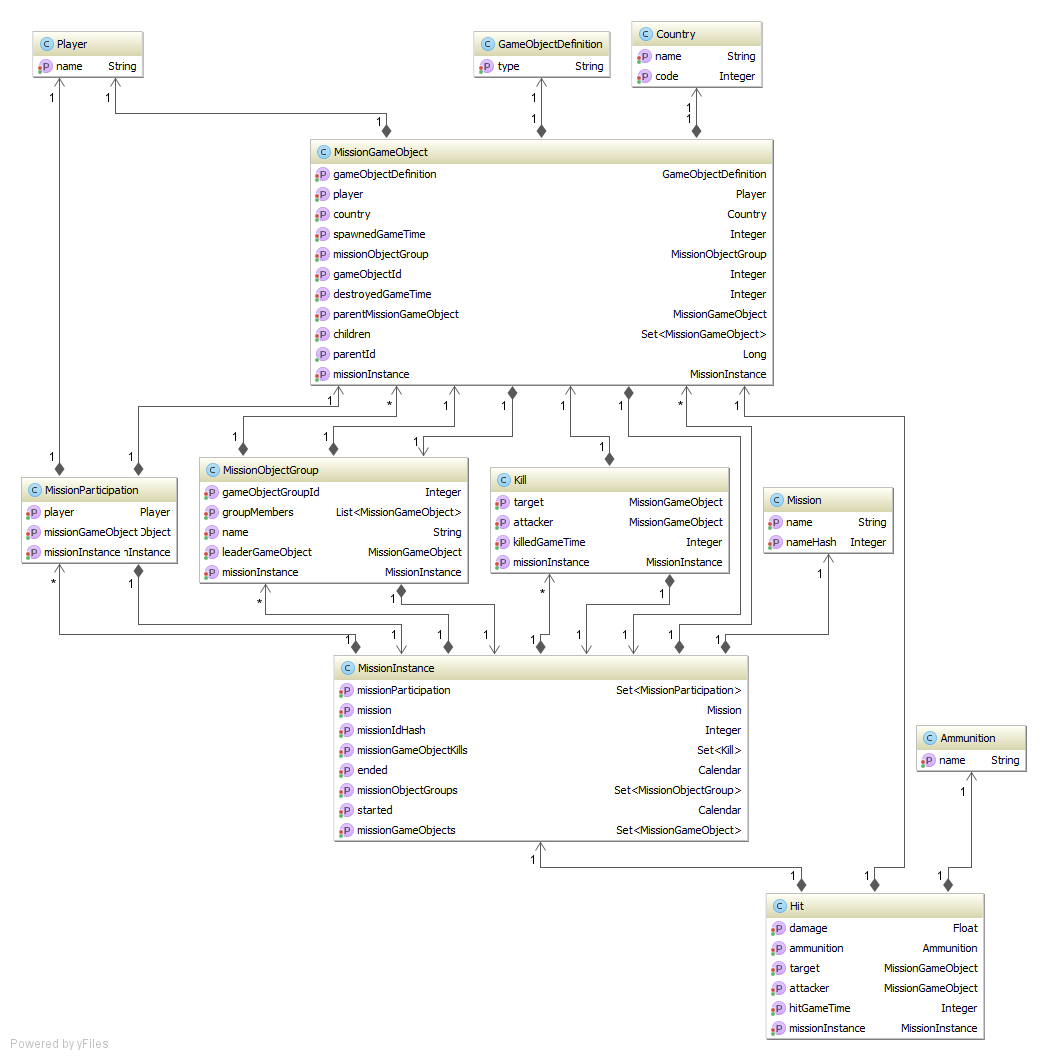 Player
name String
GameObjectDefinition
type String
Country
name String
code Integer
1
1
1
1
1
1
1
MissionGameObject
gameObjectDefinition GameObjectDefinition
player Player
country Country
spawnedGameTime Integer
missionObjectGroup MissionObjectGroup
gameObjectId Integer
destroyedGameTime Integer
parentMissionGameObject MissionGameObject
children Set<MissionGameObject>
parentId Long
missionInstance MissionInstance
1 * 1 1 1 1 * 1
1 1 1 1 1 1
MissionParticipation
player Player
missionGameObject Object
missionInstance nInstance
MissionObjectGroup
gameObjectGroupId Integer
groupMembers List<MissionGameObject>
name String
leaderGameObject MissionGameObject
missionInstance MissionInstance
Kill
target MissionGameObject
attacker MissionGameObject
killedGameTime Integer
missionInstance MissionInstance
Mission
name String
nameHash Integer
* 1 * 1 * 1 1
1 1 1 1 1 1 1 1 1
MissionInstance
missionParticipation Set<MissionParticipation>
mission Mission
missionIdHash Integer
missionGameObjectKills Set<Kill>
ended Calendar
missionObjectGroups Set<MissionObjectGroup>
started Calendar
missionGameObjects Set<MissionGameObject>
Ammunition
name String
1
1
1 1 1
Hit
damage Float
ammunition Ammunition
target MissionGameObject
attacker MissionGameObject
hitGameTime Integer
missionInstance MissionInstance
Powered by yFiles